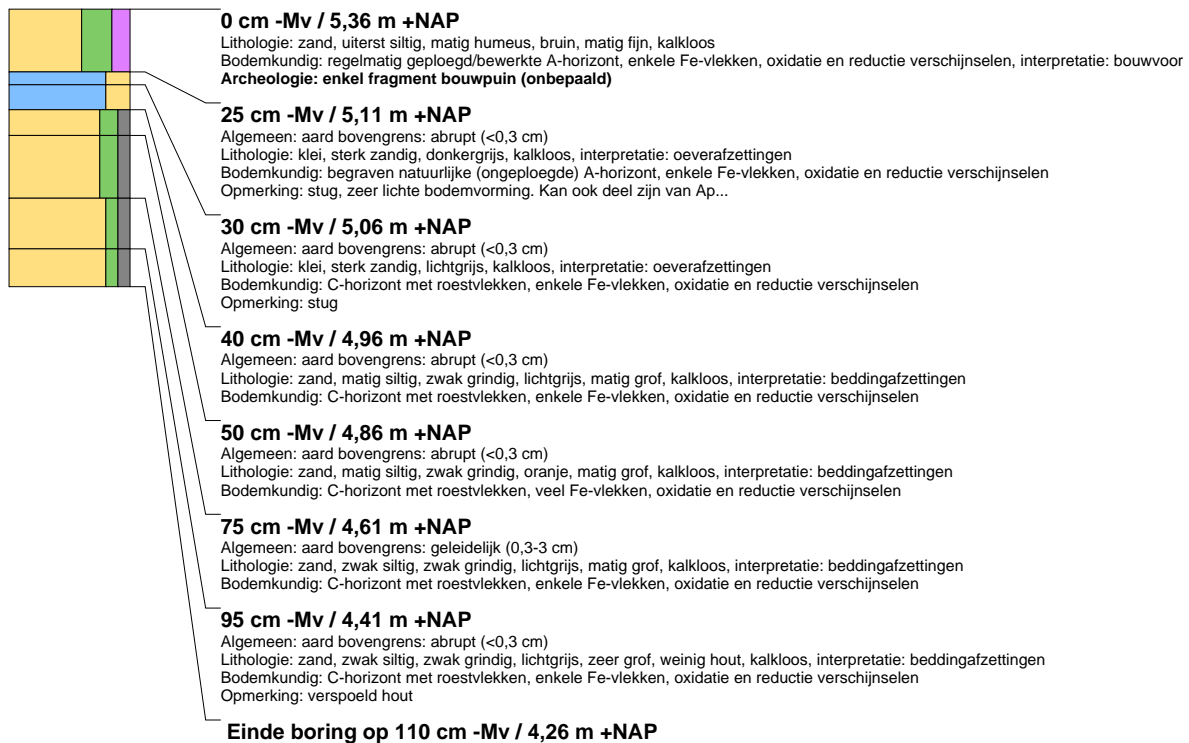 0 cm -Mv / 5,36 m +NAP
Lithologie: zand, uiterst siltig, matig humeus, bruin, matig fijn, kalkloos
Bodemkundig: regelmatig geploegd/bewerkte A-horizont, enkele Fe-vlekken, oxidatie en reductie verschijnselen, interpretatie: bouwvoor
Archeologie: enkel fragment bouwpuin (onbepaald)
25 cm -Mv / 5,11 m +NAP
Algemeen: aard bovengrens: abrupt (<0,3 cm)
Lithologie: klei, sterk zandig, donkergrijs, kalkloos, interpretatie: oeverafzettingen
Bodemkundig: begraven natuurlijke (ongeploegde) A-horizont, enkele Fe-vlekken, oxidatie en reductie verschijnselen
Opmerking: stug, zeer lichte bodemvorming. Kan ook deel zijn van Ap...
30 cm -Mv / 5,06 m +NAP
Algemeen: aard bovengrens: abrupt (<0,3 cm)
Lithologie: klei, sterk zandig, lichtgrijs, kalkloos, interpretatie: oeverafzettingen
Bodemkundig: C-horizont met roestvlekken, enkele Fe-vlekken, oxidatie en reductie verschijnselen
Opmerking: stug
40 cm -Mv / 4,96 m +NAP
Algemeen: aard bovengrens: abrupt (<0,3 cm)
Lithologie: zand, matig siltig, zwak grindig, lichtgrijs, matig grof, kalkloos, interpretatie: beddingafzettingen
Bodemkundig: C-horizont met roestvlekken, enkele Fe-vlekken, oxidatie en reductie verschijnselen
50 cm -Mv / 4,86 m +NAP
Algemeen: aard bovengrens: abrupt (<0,3 cm)
Lithologie: zand, matig siltig, zwak grindig, oranje, matig grof, kalkloos, interpretatie: beddingafzettingen
Bodemkundig: C-horizont met roestvlekken, veel Fe-vlekken, oxidatie en reductie verschijnselen
75 cm -Mv / 4,61 m +NAP
Algemeen: aard bovengrens: geleidelijk (0,3-3 cm)
Lithologie: zand, zwak siltig, zwak grindig, lichtgrijs, matig grof, kalkloos, interpretatie: beddingafzettingen
Bodemkundig: C-horizont met roestvlekken, enkele Fe-vlekken, oxidatie en reductie verschijnselen
95 cm -Mv / 4,41 m +NAP
Algemeen: aard bovengrens: abrupt (<0,3 cm)
Lithologie: zand, zwak siltig, zwak grindig, lichtgrijs, zeer grof, weinig hout, kalkloos, interpretatie: beddingafzettingen
Bodemkundig: C-horizont met roestvlekken, enkele Fe-vlekken, oxidatie en reductie verschijnselen
Opmerking: verspoeld hout
Einde boring op 110 cm -Mv / 4,26 m +NAP